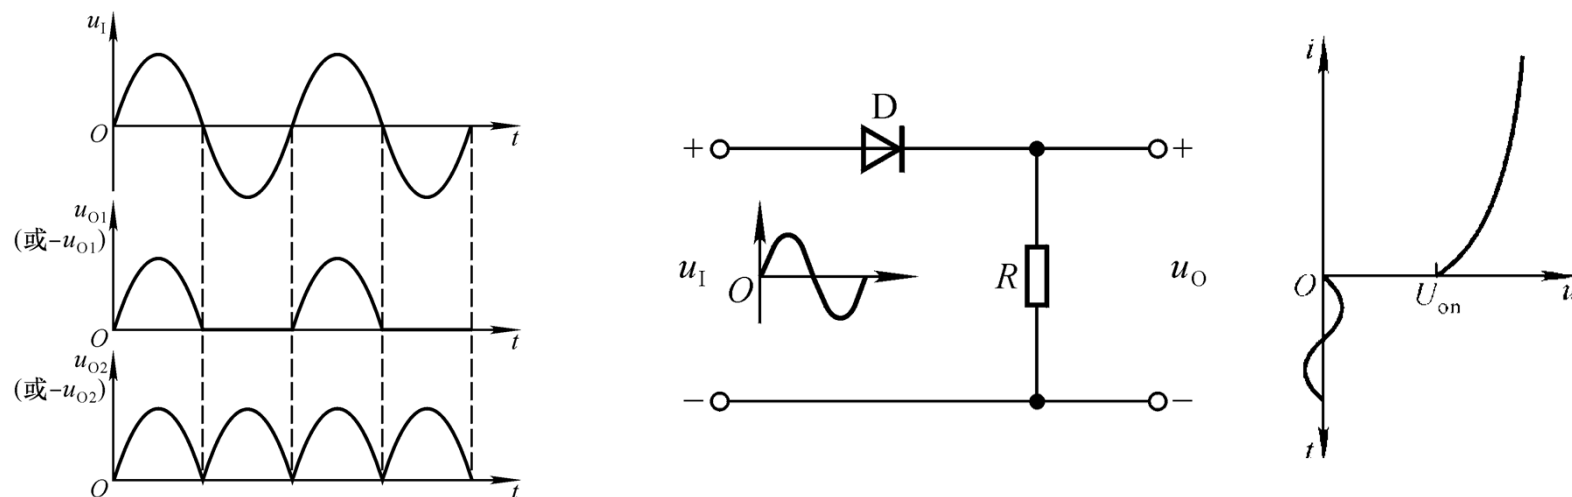 u_I
O
t
u_O1
(或-u_O1)
O
t
u_O2
(或-u_O2)
O
t
D
+
+
u_I
O
R
u_O
−
−
i
O
U_on
u
t